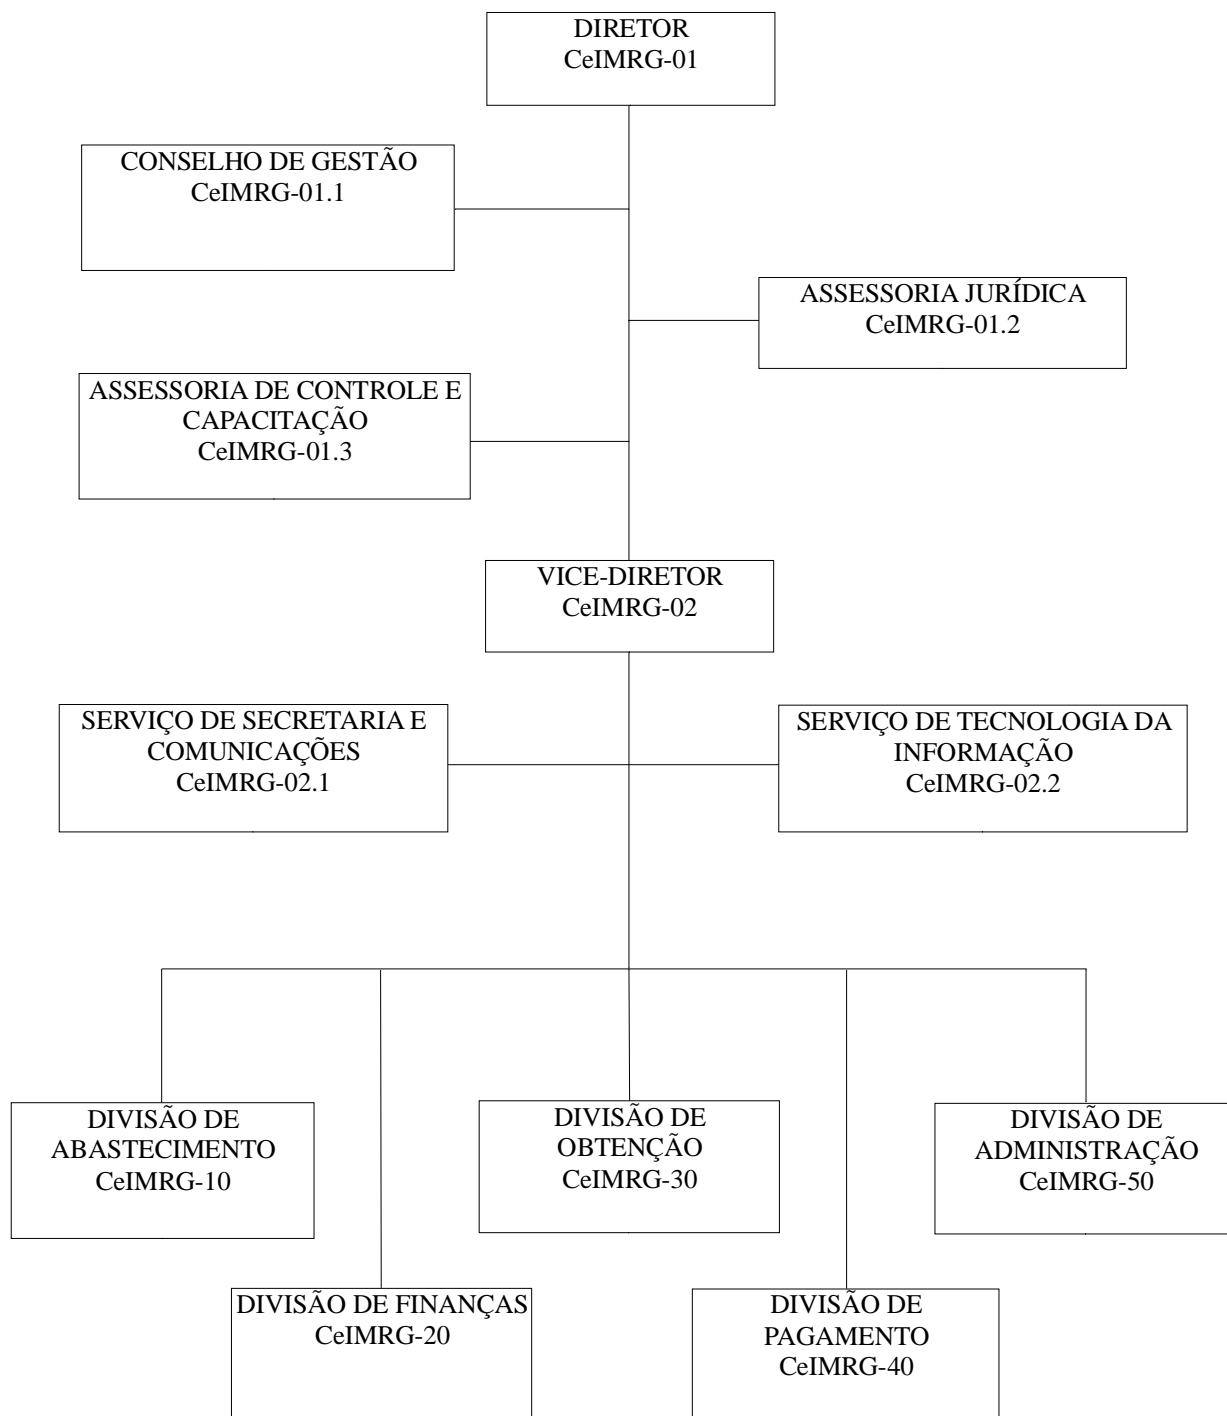 DIRETOR
CeIMRG-01
CONSELHO DE GESTÃO
CeIMRG-01.1
ASSESSORIA JURÍDICA
CeIMRG-01.2
ASSESSORIA DE CONTROLE E
CAPACITAÇÃO
CeIMRG-01.3
VICE-DIRETOR
CeIMRG-02
SERVIÇO DE SECRETARIA E
COMUNICAÇÕES
CeIMRG-02.1
SERVIÇO DE TECNOLOGIA DA
INFORMAÇÃO
CeIMRG-02.2
DIVISÃO DE
ABASTECIMENTO
CeIMRG-10
DIVISÃO DE
OBTENÇÃO
CeIMRG-30
DIVISÃO DE
ADMINISTRAÇÃO
CeIMRG-50
DIVISÃO DE FINANÇAS
CeIMRG-20
DIVISÃO DE
PAGAMENTO
CeIMRG-40